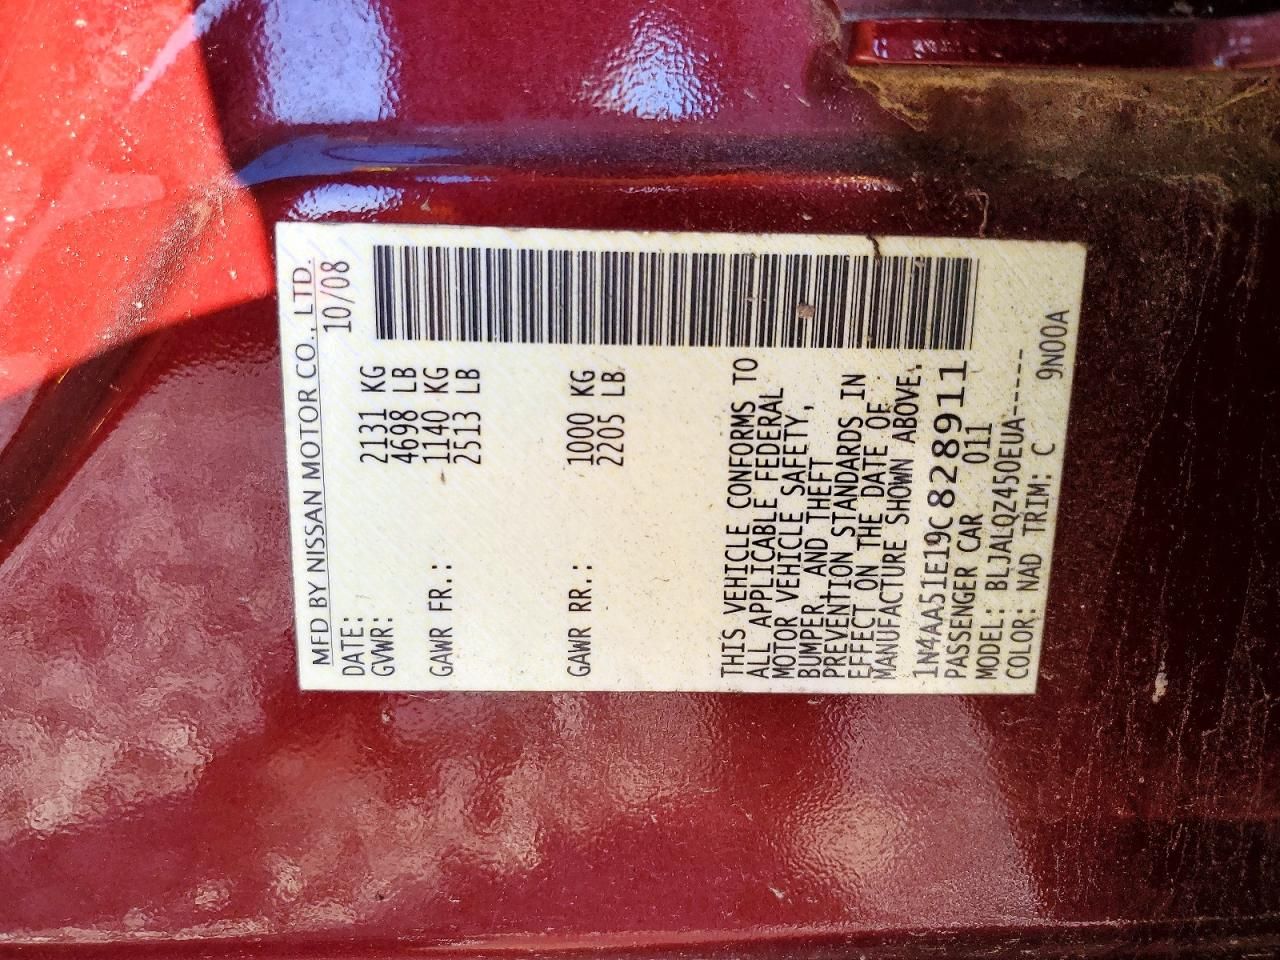 MFD BY NISSAN MOTOR CO., LTD.
DATE: 10/08
GVWR: 2131 KG
4698 LB
GAWR FR.: 1140 KG
2513 LB
GAWR RR.: 1000 KG
2205 LB
THIS VEHICLE CONFORMS TO
ALL APPLICABLE FEDERAL
MOTOR VEHICLE SAFETY,
BUMPER, AND THEFT
PREVENTION STANDARDS IN
EFFECT ON THE DATE OF
MANUFACTURE SHOWN ABOVE.
1N4AA51E19C828911
PASSENGER CAR 011
MODEL: BLJALQZ450EUA-----
COLOR: NAD TRIM: C 9N00A